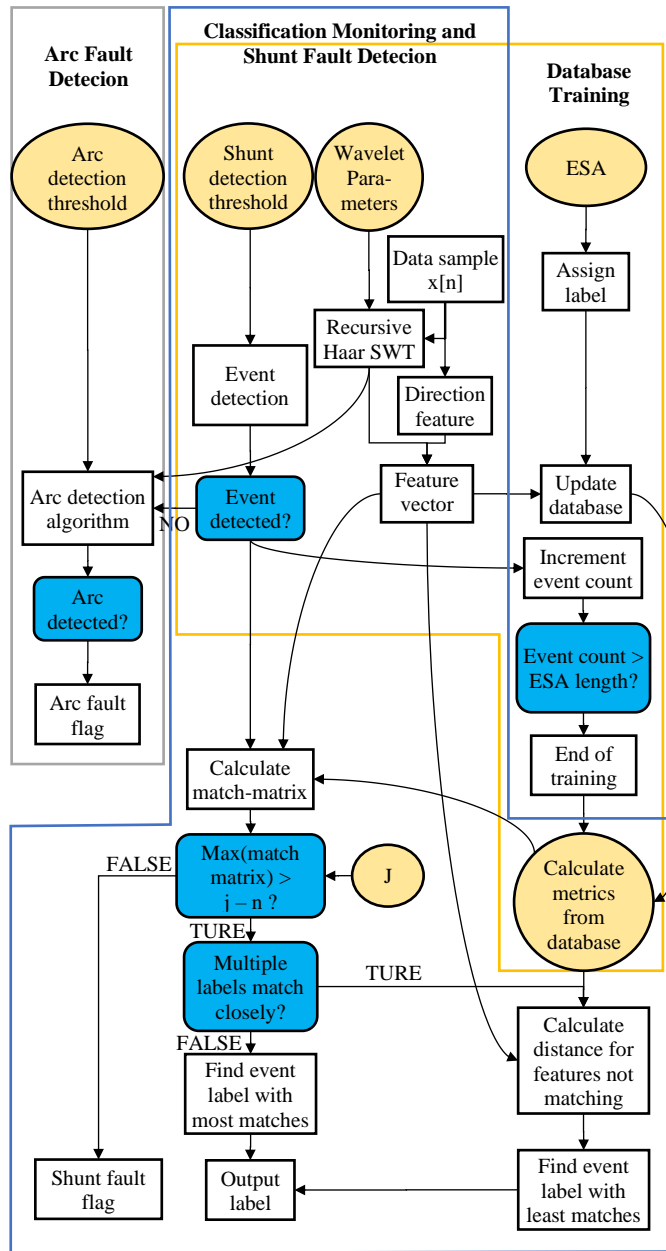 Classification Monitoring and
Shunt Fault Detecion
Arc Fault
Detecion
Database
Training
Arc
detection
threshold
Shunt
detection
threshold
Wavelet
Para-
meters
ESA
Data sample
x[n]
Assign
label
Recursive
Haar SWT
Event
detection
Direction
feature
Arc detection
algorithm
NO
Event
detected?
Feature
vector
Update
database
Increment
event count
Arc
detected?
Event count >
ESA length?
Arc fault
flag
End of
training
Calculate
match-matrix
FALSE
Max(match
matrix) >
j – n ?
J
Calculate
metrics
from
database
TURE
Multiple
labels match
closely?
TURE
FALSE
Find event
label with
most matches
Calculate
distance for
features not
matching
Shunt fault
flag
Output
label
Find event
label with
least matches